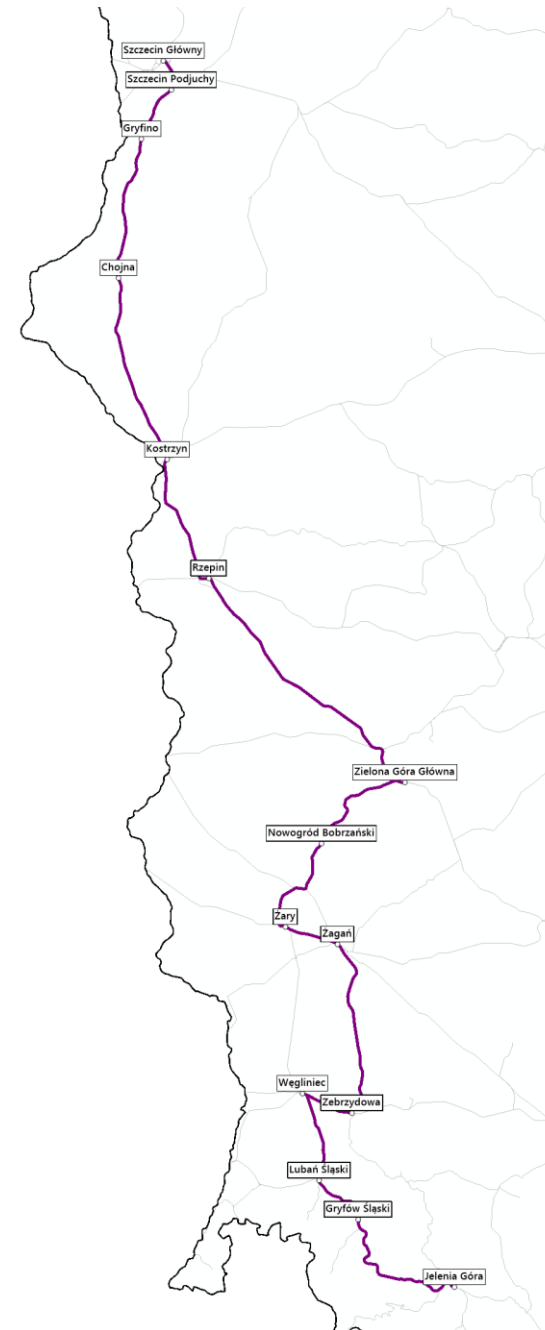 Szczecin Główny
Szczecin Podjuchy
Gryfino
Chojna
Kostrzyn
Rzepin
Zielona Góra Główna
Nowogród Bobrzański
Żary
Żagań
Węgliniec
Zebrzydowa
Lubań Śląski
Gryfów Śląski
Jelenia Góra